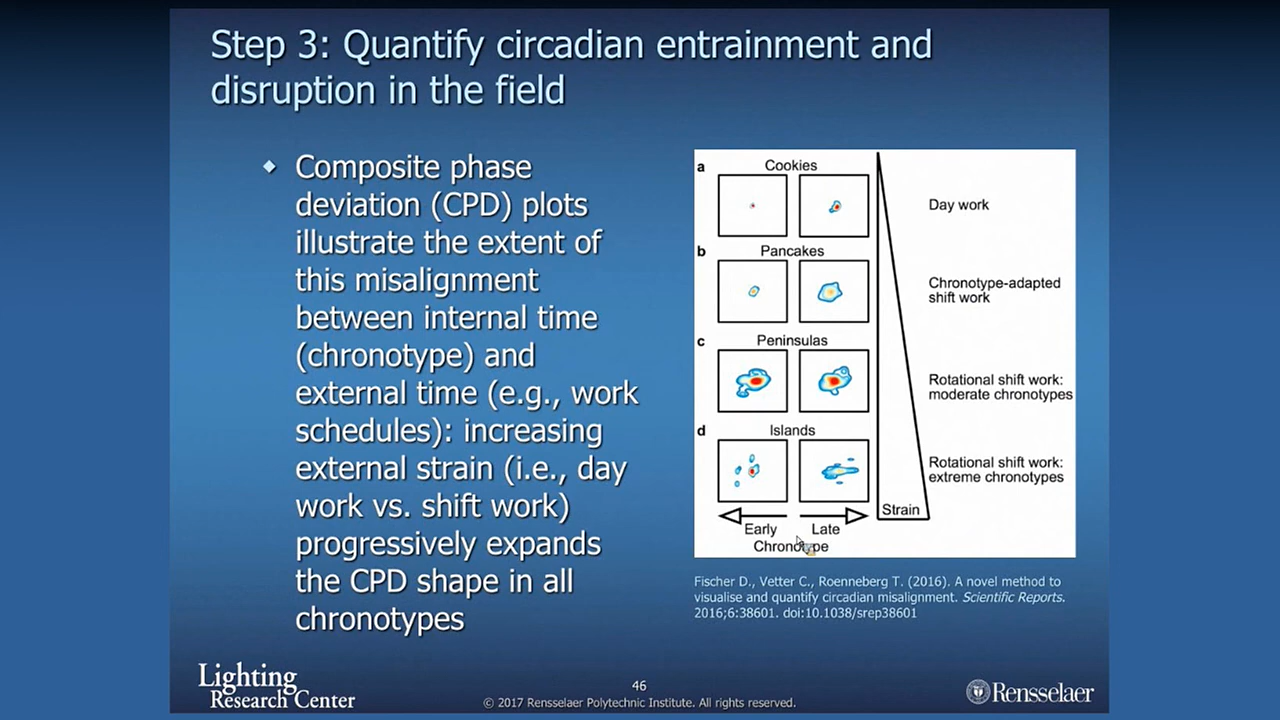 Step 3: Quantify circadian entrainment and
disruption in the field
Composite phase
deviation (CPD) plots
illustrate the extent of
this misalignment
between internal time
(chronotype) and
external time (e.g., work
schedules): increasing
external strain (i.e., day
work vs. shift work)
progressively expands
the CPD shape in all
chronotypes
a
Cookies
Day work
b
Pancakes
Chronotype-adapted
shift work
c
Peninsulas
Rotational shift work:
moderate chronotypes
d
Islands
Rotational shift work:
extreme chronotypes
Strain
Early Late
Chronotype
Fischer D., Vetter C., Roenneberg T. (2016). A novel method to
visualise and quantify circadian misalignment. Scientific Reports.
2016;6:38601. doi:10.1038/srep38601
Lighting
Research Center
46
© 2017 Rensselaer Polytechnic Institute. All rights reserved.
Rensselaer